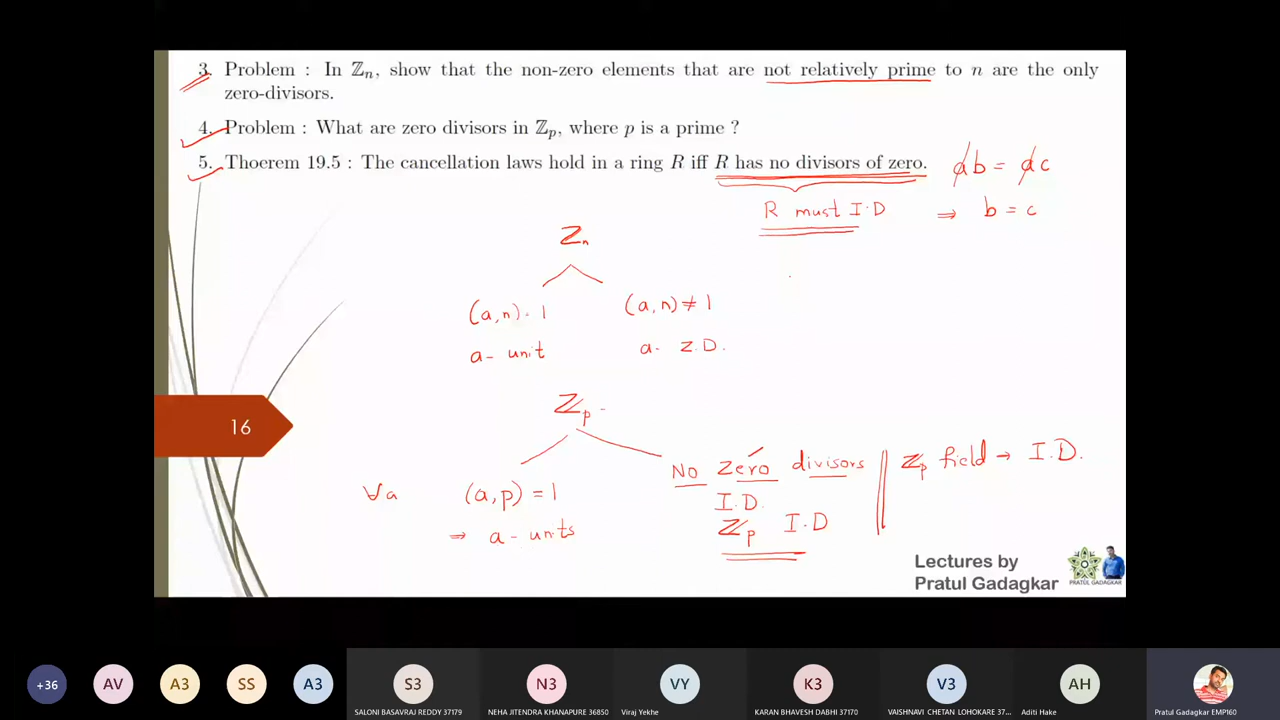 3. Problem : In ℤn, show that the non-zero elements that are not relatively prime to n are the only
zero-divisors.
4. Problem : What are zero divisors in ℤp, where p is a prime ?
5. Thoerem 19.5 : The cancellation laws hold in a ring R iff R has no divisors of zero.
ab = ac
R must I.D
⇒ b = c
ℤn
(a,n) = 1
(a,n) ≠ 1
a - unit
a - Z.D.
ℤp
No zero divisors
ℤp field → I.D.
∀a (a,p) = 1
I.D.
⇒ a - units
ℤp I.D
16
Lectures by
Pratul Gadagkar
PRATUL GADAGKAR
+36
AV
A3
SS
A3
S3
SALONI BASAVRAJ REDDY 37179
N3
NEHA JITENDRA KHANAPURE 36850
VY
Viraj Yekhe
K3
KARAN BHAVESH DABHI 37170
V3
VAISHNAVI CHETAN LOHOKARE 37...
AH
Aditi Hake
Pratul Gadagkar EMP160